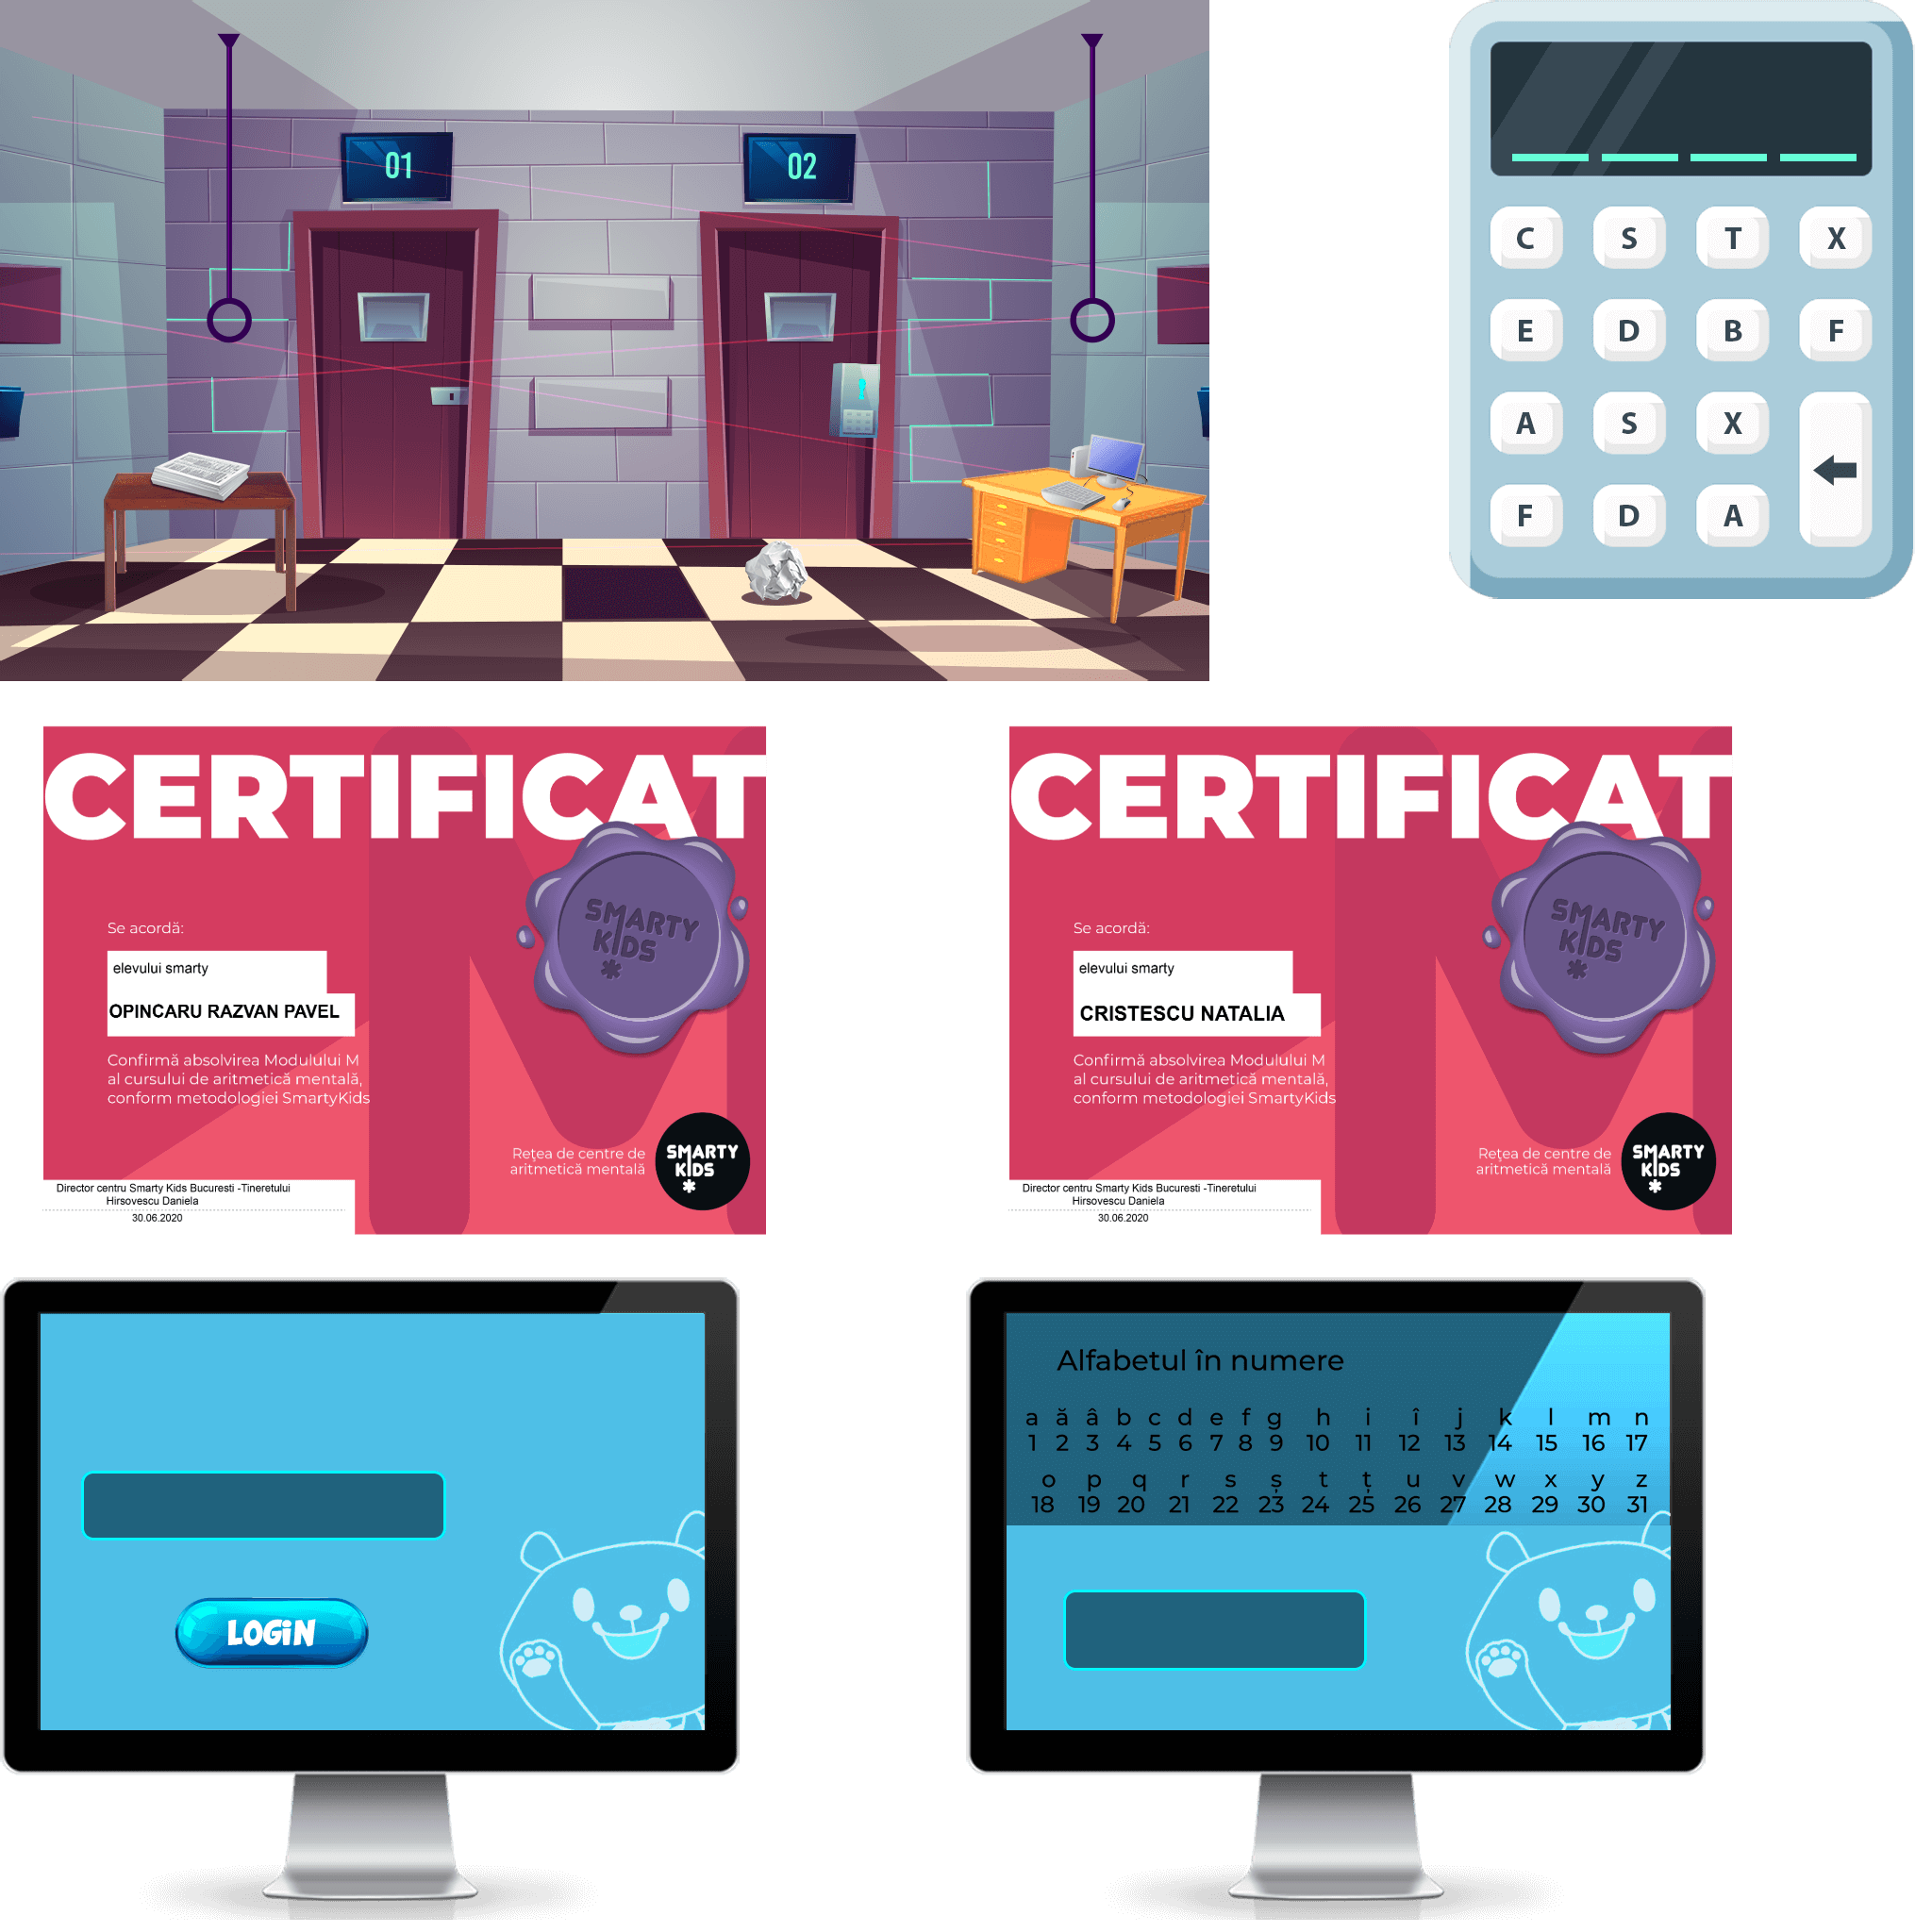 01
02
C S T X
E D B F
A S X
F D A
CERTIFICAT
SMARTY
KIDS
Se acordă:
elevului smarty
OPINCARU RAZVAN PAVEL
Confirmă absolvirea Modulului M
al cursului de aritmetică mentală,
conform metodologiei SmartyKids
Rețea de centre de
aritmetică mentală
SMARTY
KIDS
Director centru Smarty Kids Bucuresti -Tineretului
Hirsovescu Daniela
30.06.2020
CERTIFICAT
SMARTY
KIDS
Se acordă:
elevului smarty
CRISTESCU NATALIA
Confirmă absolvirea Modulului M
al cursului de aritmetică mentală,
conform metodologiei SmartyKids
Rețea de centre de
aritmetică mentală
SMARTY
KIDS
Director centru Smarty Kids Bucuresti -Tineretului
Hirsovescu Daniela
30.06.2020
LOGIN
Alfabetul în numere
a ă â b c d e f g h i î j k l m n
1 2 3 4 5 6 7 8 9 10 11 12 13 14 15 16 17
o p q r s ș t ț u v w x y z
18 19 20 21 22 23 24 25 26 27 28 29 30 31